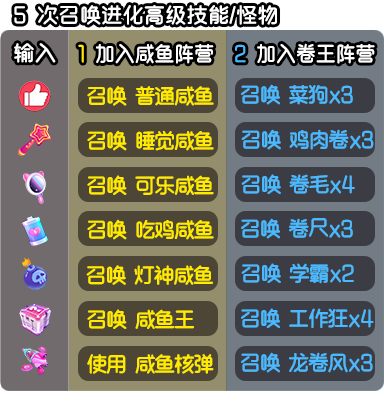 5 次召唤进化高级技能/怪物
输入 1 加入咸鱼阵营 2 加入卷王阵营
召唤 普通咸鱼 召唤 菜狗x3
召唤 睡觉咸鱼 召唤 鸡肉卷x3
召唤 可乐咸鱼 召唤 卷毛x4
召唤 吃鸡咸鱼 召唤 卷尺x3
召唤 灯神咸鱼 召唤 学霸x2
召唤 咸鱼王 召唤 工作狂x4
使用 咸鱼核弹 召唤 龙卷风x3